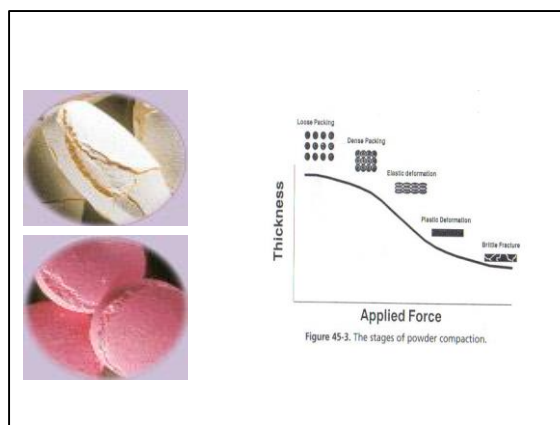 Loose Packing
Dense Packing
Elastic deformation
Plastic Deformation
Brittle Fracture
Thickness
Applied Force
Figure 45-3. The stages of powder compaction.